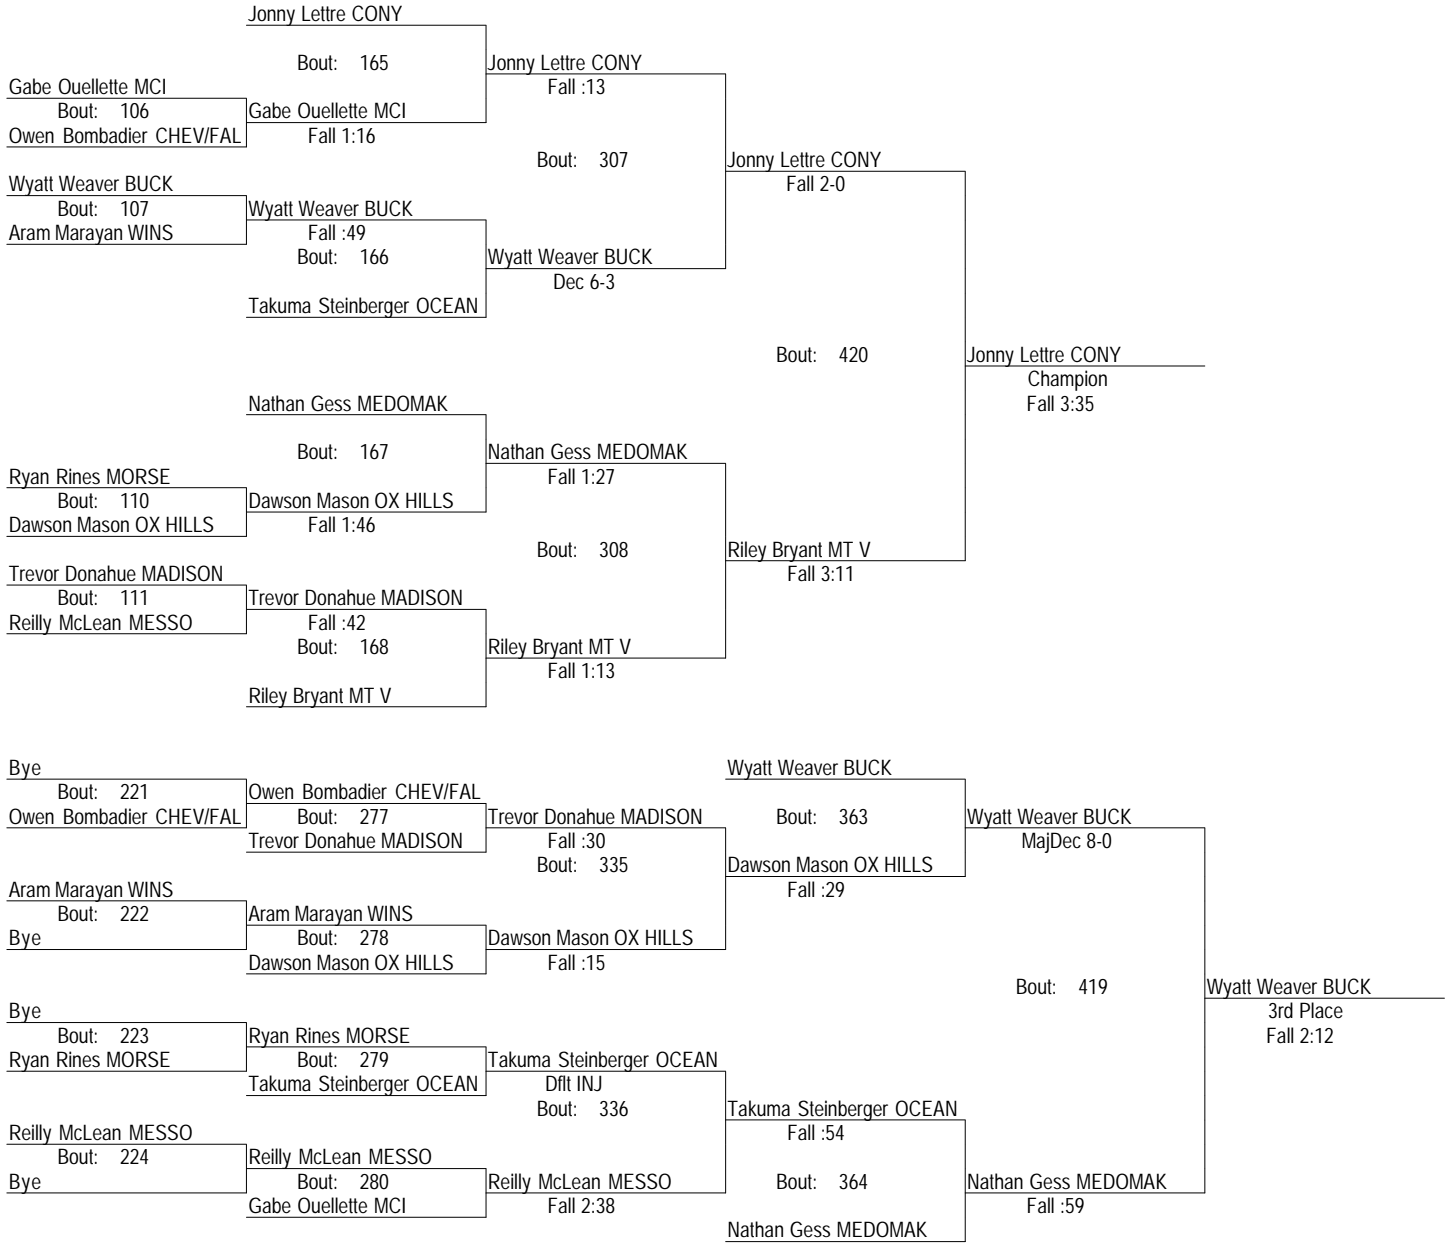 Jonny Lettre CONY
Bout: 165
Jonny Lettre CONY
Fall :13
Gabe Ouellette MCI
Bout: 106
Owen Bombadier CHEV/FAL
Gabe Ouellette MCI
Fall 1:16
Bout: 307
Jonny Lettre CONY
Fall 2-0
Wyatt Weaver BUCK
Bout: 107
Aram Marayan WINS
Wyatt Weaver BUCK
Fall :49
Bout: 166
Wyatt Weaver BUCK
Dec 6-3
Takuma Steinberger OCEAN
Bout: 420
Jonny Lettre CONY
Champion
Fall 3:35
Nathan Gess MEDOMAK
Bout: 167
Nathan Gess MEDOMAK
Fall 1:27
Ryan Rines MORSE
Bout: 110
Dawson Mason OX HILLS
Dawson Mason OX HILLS
Fall 1:46
Bout: 308
Riley Bryant MT V
Fall 3:11
Trevor Donahue MADISON
Bout: 111
Reilly McLean MESSO
Trevor Donahue MADISON
Fall :42
Bout: 168
Riley Bryant MT V
Fall 1:13
Riley Bryant MT V
Bye
Bout: 221
Owen Bombadier CHEV/FAL
Owen Bombadier CHEV/FAL
Bout: 277
Trevor Donahue MADISON
Trevor Donahue MADISON
Fall :30
Bout: 335
Wyatt Weaver BUCK
Bout: 363
Dawson Mason OX HILLS
Fall :29
Wyatt Weaver BUCK
MajDec 8-0
Aram Marayan WINS
Bout: 222
Bye
Aram Marayan WINS
Bout: 278
Dawson Mason OX HILLS
Dawson Mason OX HILLS
Fall :15
Bout: 419
Wyatt Weaver BUCK
3rd Place
Fall 2:12
Bye
Bout: 223
Ryan Rines MORSE
Ryan Rines MORSE
Bout: 279
Takuma Steinberger OCEAN
Takuma Steinberger OCEAN
Dflt INJ
Bout: 336
Takuma Steinberger OCEAN
Fall :54
Reilly McLean MESSO
Bout: 224
Bye
Reilly McLean MESSO
Bout: 280
Gabe Ouellette MCI
Reilly McLean MESSO
Fall 2:38
Bout: 364
Nathan Gess MEDOMAK
Fall :59
Nathan Gess MEDOMAK